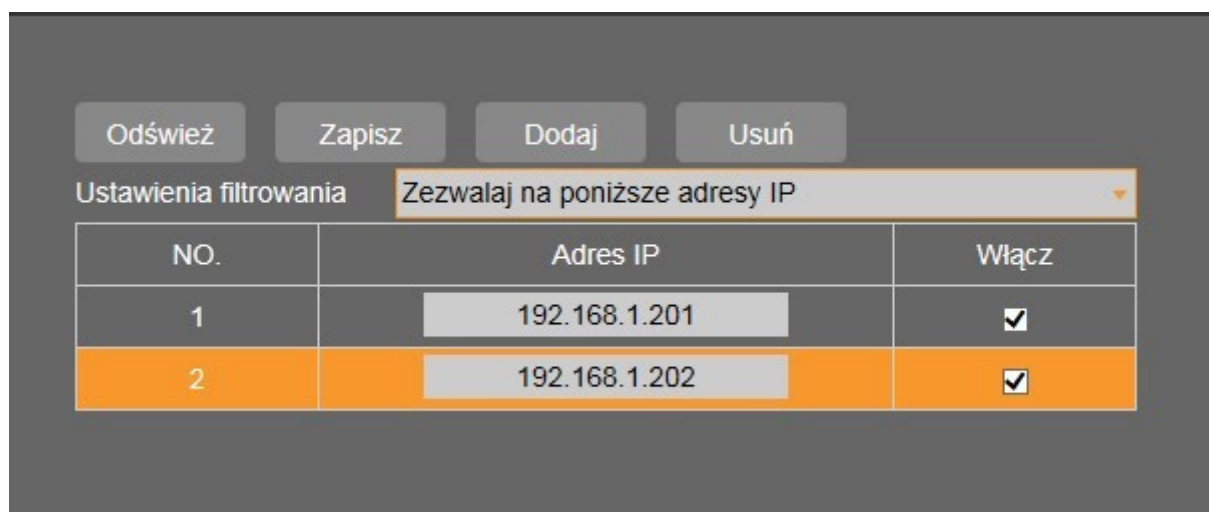 Odśwież Zapisz Dodaj Usuń
Ustawienia filtrowania Zezwalaj na poniższe adresy IP
NO. Adres IP Włącz
1 192.168.1.201
2 192.168.1.202